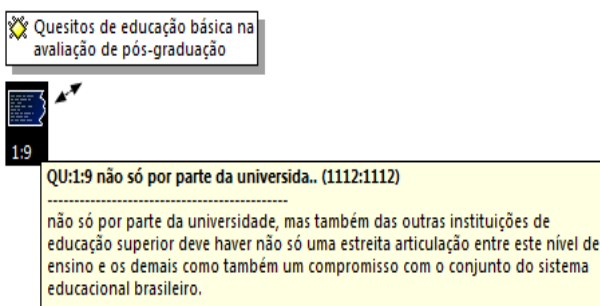 Quesitos de educação básica na
avaliação de pós-graduação
1:9
QU:1:9 não só por parte da universida.. (1112:1112)
----------------------------------------------
não só por parte da universidade, mas também das outras instituições de
educação superior deve haver não só uma estreita articulação entre este nível de
ensino e os demais como também um compromisso com o conjunto do sistema
educacional brasileiro.